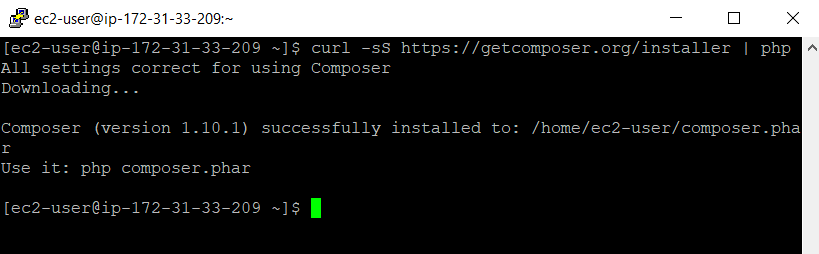 ec2-user@ip-172-31-33-209:~
[ec2-user@ip-172-31-33-209 ~]$ curl -sS https://getcomposer.org/installer | php
All settings correct for using Composer
Downloading...
Composer (version 1.10.1) successfully installed to: /home/ec2-user/composer.pha
r
Use it: php composer.phar
[ec2-user@ip-172-31-33-209 ~]$